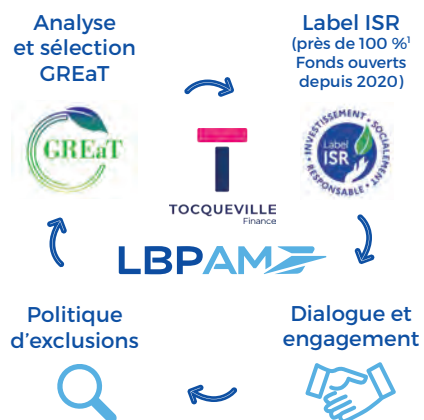 Analyse
et sélection
GREaT
Label ISR
(près de 100 %¹
Fonds ouverts
depuis 2020)
GREaT
TOCQUEVILLE
Finance
INVESTISSEMENT • SOCIALEMENT • RESPONSABLE •
Label
ISR
LBPAM
Politique
d'exclusions
Dialogue et
engagement